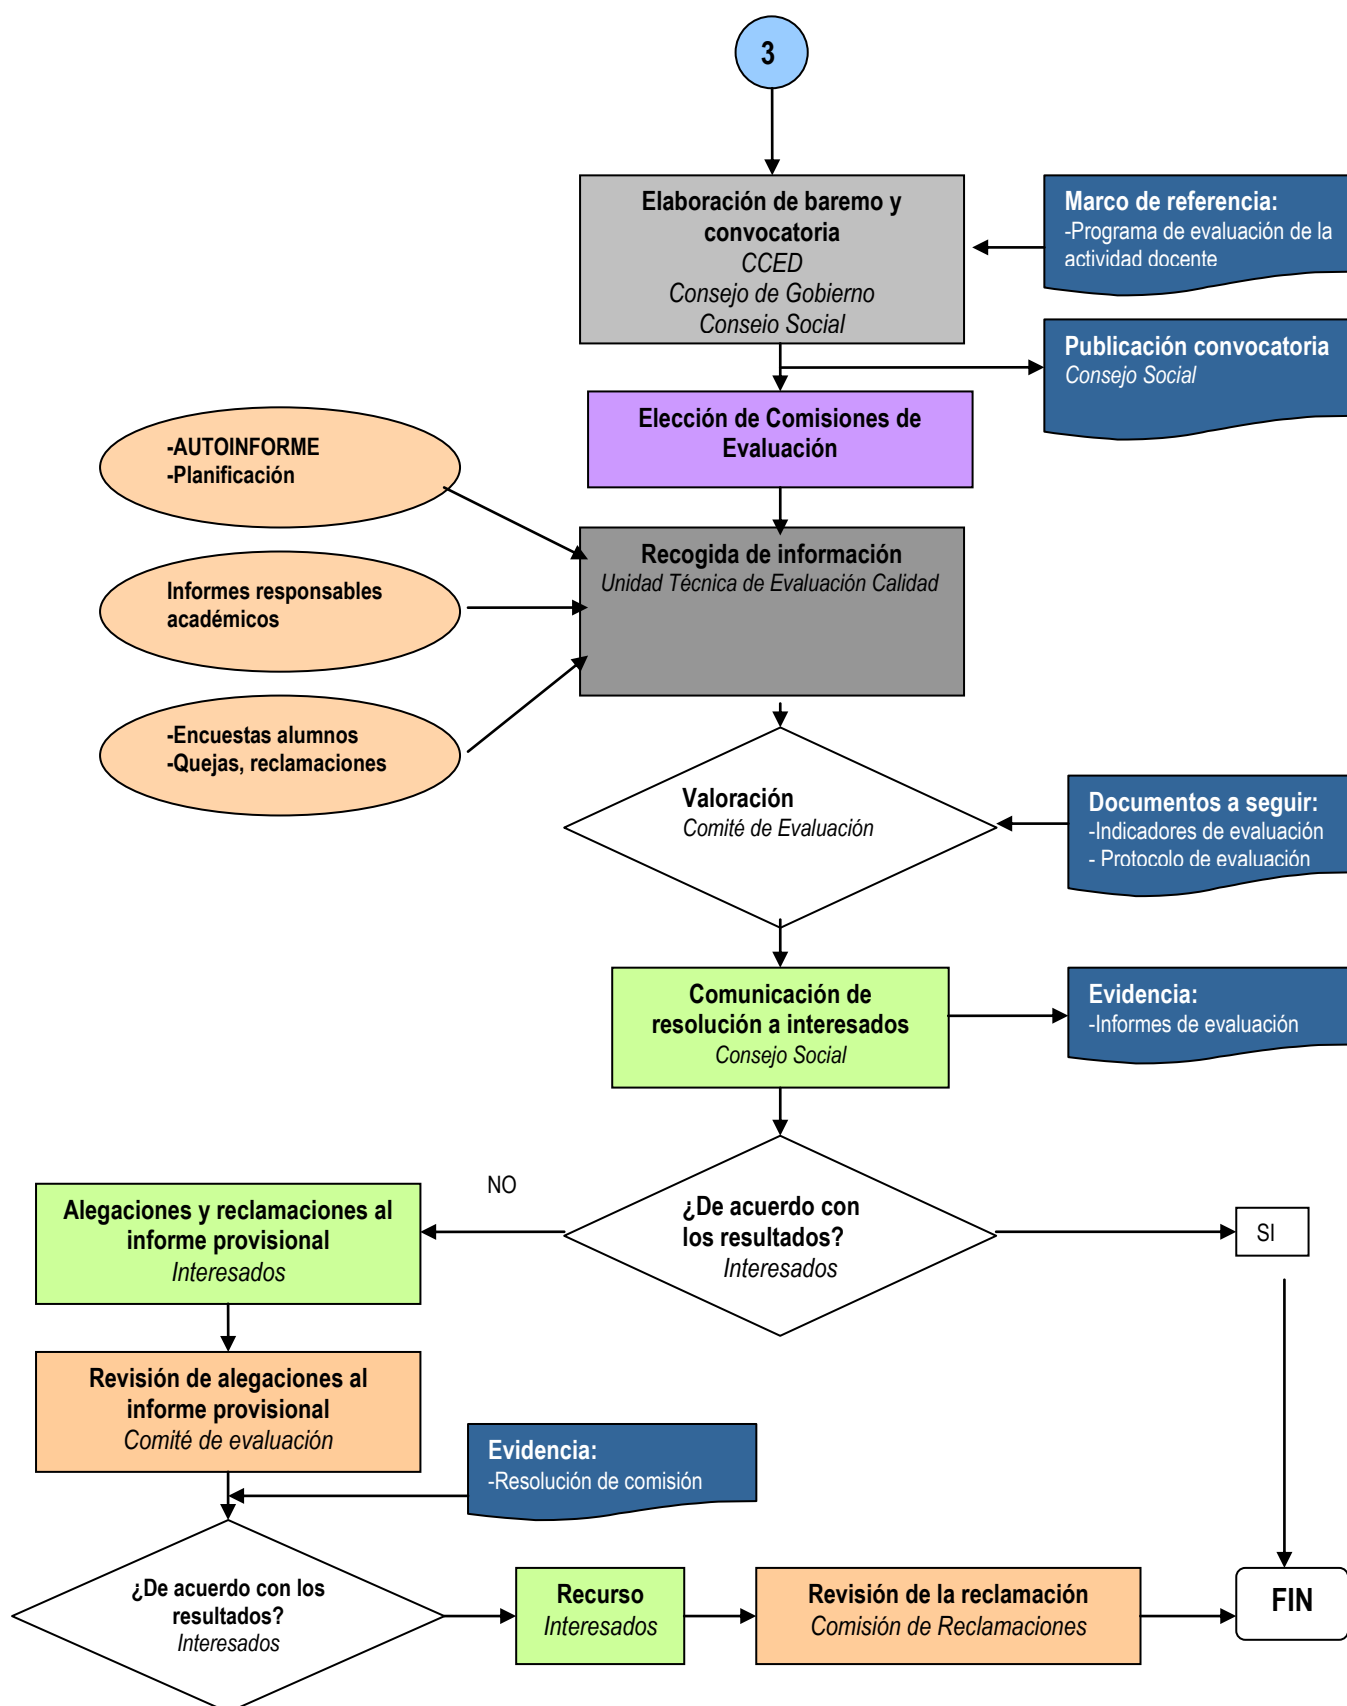 3
Elaboración de baremo y
convocatoria
CCED
Consejo de Gobierno
Consejo Social
Marco de referencia:
-Programa de evaluación de la
actividad docente
Publicación convocatoria
Consejo Social
Elección de Comisiones de
Evaluación
-AUTOINFORME
-Planificación
Recogida de información
Unidad Técnica de Evaluación Calidad
Informes responsables
académicos
-Encuestas alumnos
-Quejas, reclamaciones
Valoración
Comité de Evaluación
Documentos a seguir:
-Indicadores de evaluación
- Protocolo de evaluación
Comunicación de
resolución a interesados
Consejo Social
Evidencia:
-Informes de evaluación
NO
¿De acuerdo con
los resultados?
Interesados
SI
Alegaciones y reclamaciones al
informe provisional
Interesados
Revisión de alegaciones al
informe provisional
Comité de evaluación
Evidencia:
-Resolución de comisión
¿De acuerdo con los
resultados?
Interesados
Recurso
Interesados
Revisión de la reclamación
Comisión de Reclamaciones
FIN